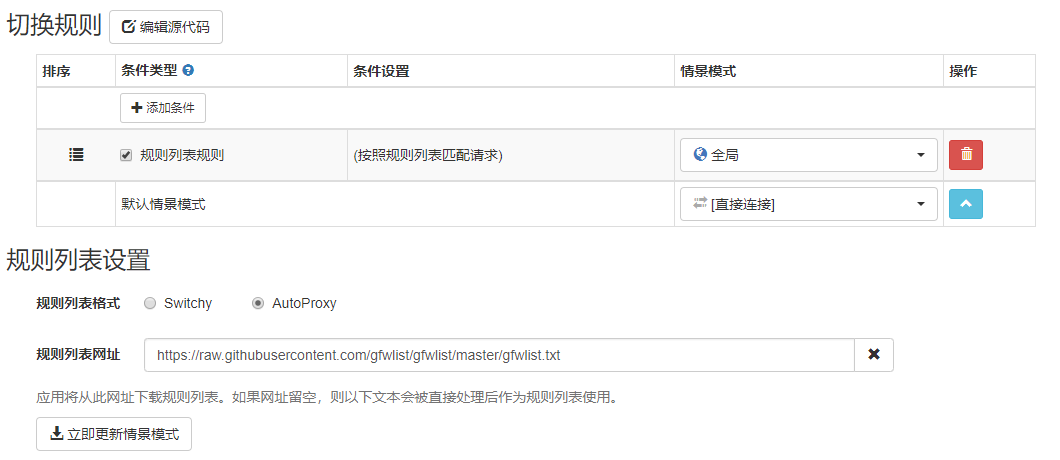 切换规则 编辑源代码
排序 条件类型 条件设置 情景模式 操作
添加条件
规则列表规则 (按照规则列表匹配请求) 全局
默认情景模式 [直接连接]
规则列表设置
规则列表格式 Switchy AutoProxy
规则列表网址 https://raw.githubusercontent.com/gfwlist/gfwlist/master/gfwlist.txt
应用将从此网址下载规则列表。如果网址留空，则以下文本会被直接处理后作为规则列表使用。
立即更新情景模式